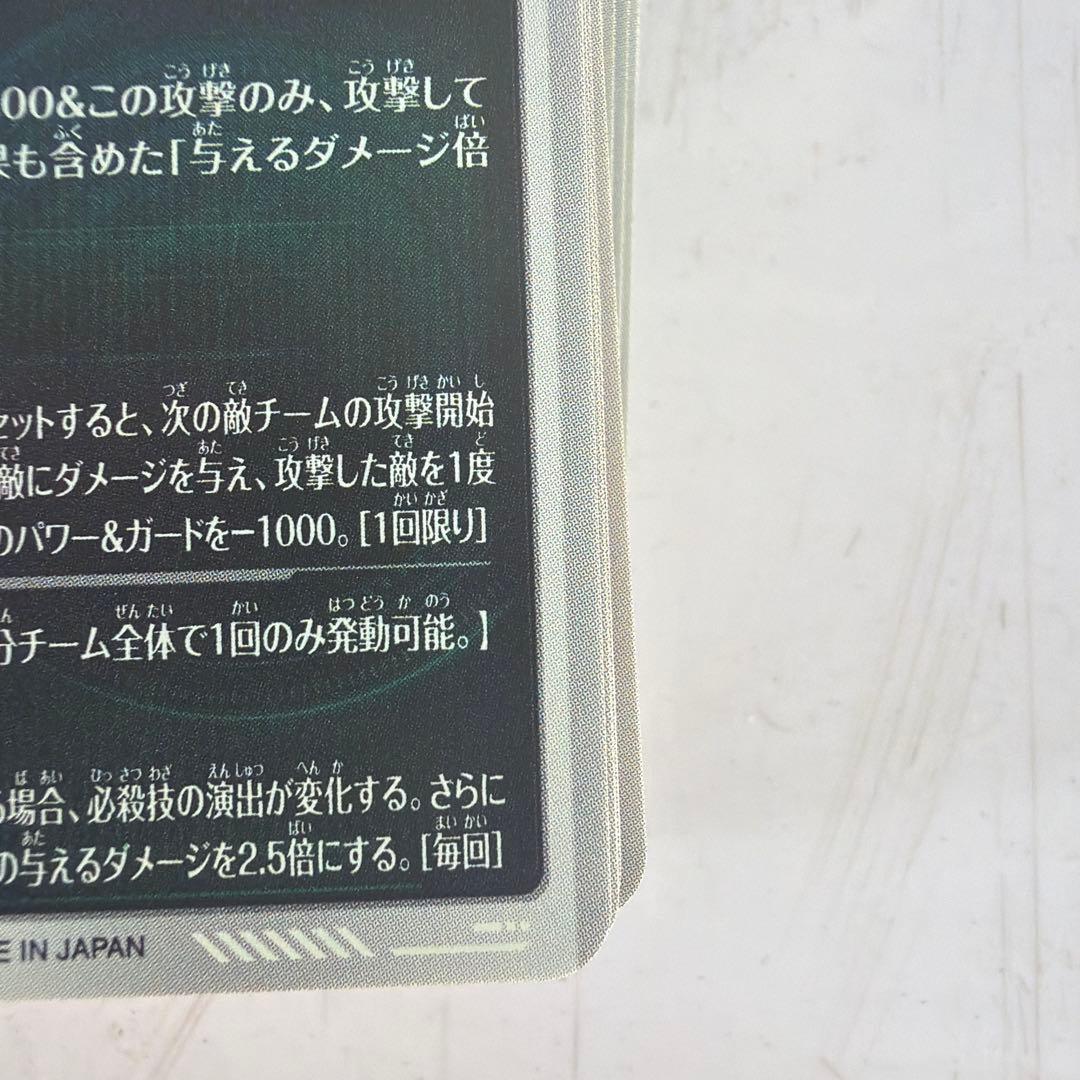 00&この攻撃のみ、攻撃して
も含めた「与えるダメージ倍
セットすると、次の敵チームの攻撃開始
敵にダメージを与え、攻撃した敵を1度
のパワー&ガードを-1000。[1回限り]
分チーム全体で1回のみ発動可能。】
場合、必殺技の演出が変化する。さらに
の与えるダメージを2.5倍にする。[毎回]
E IN JAPAN